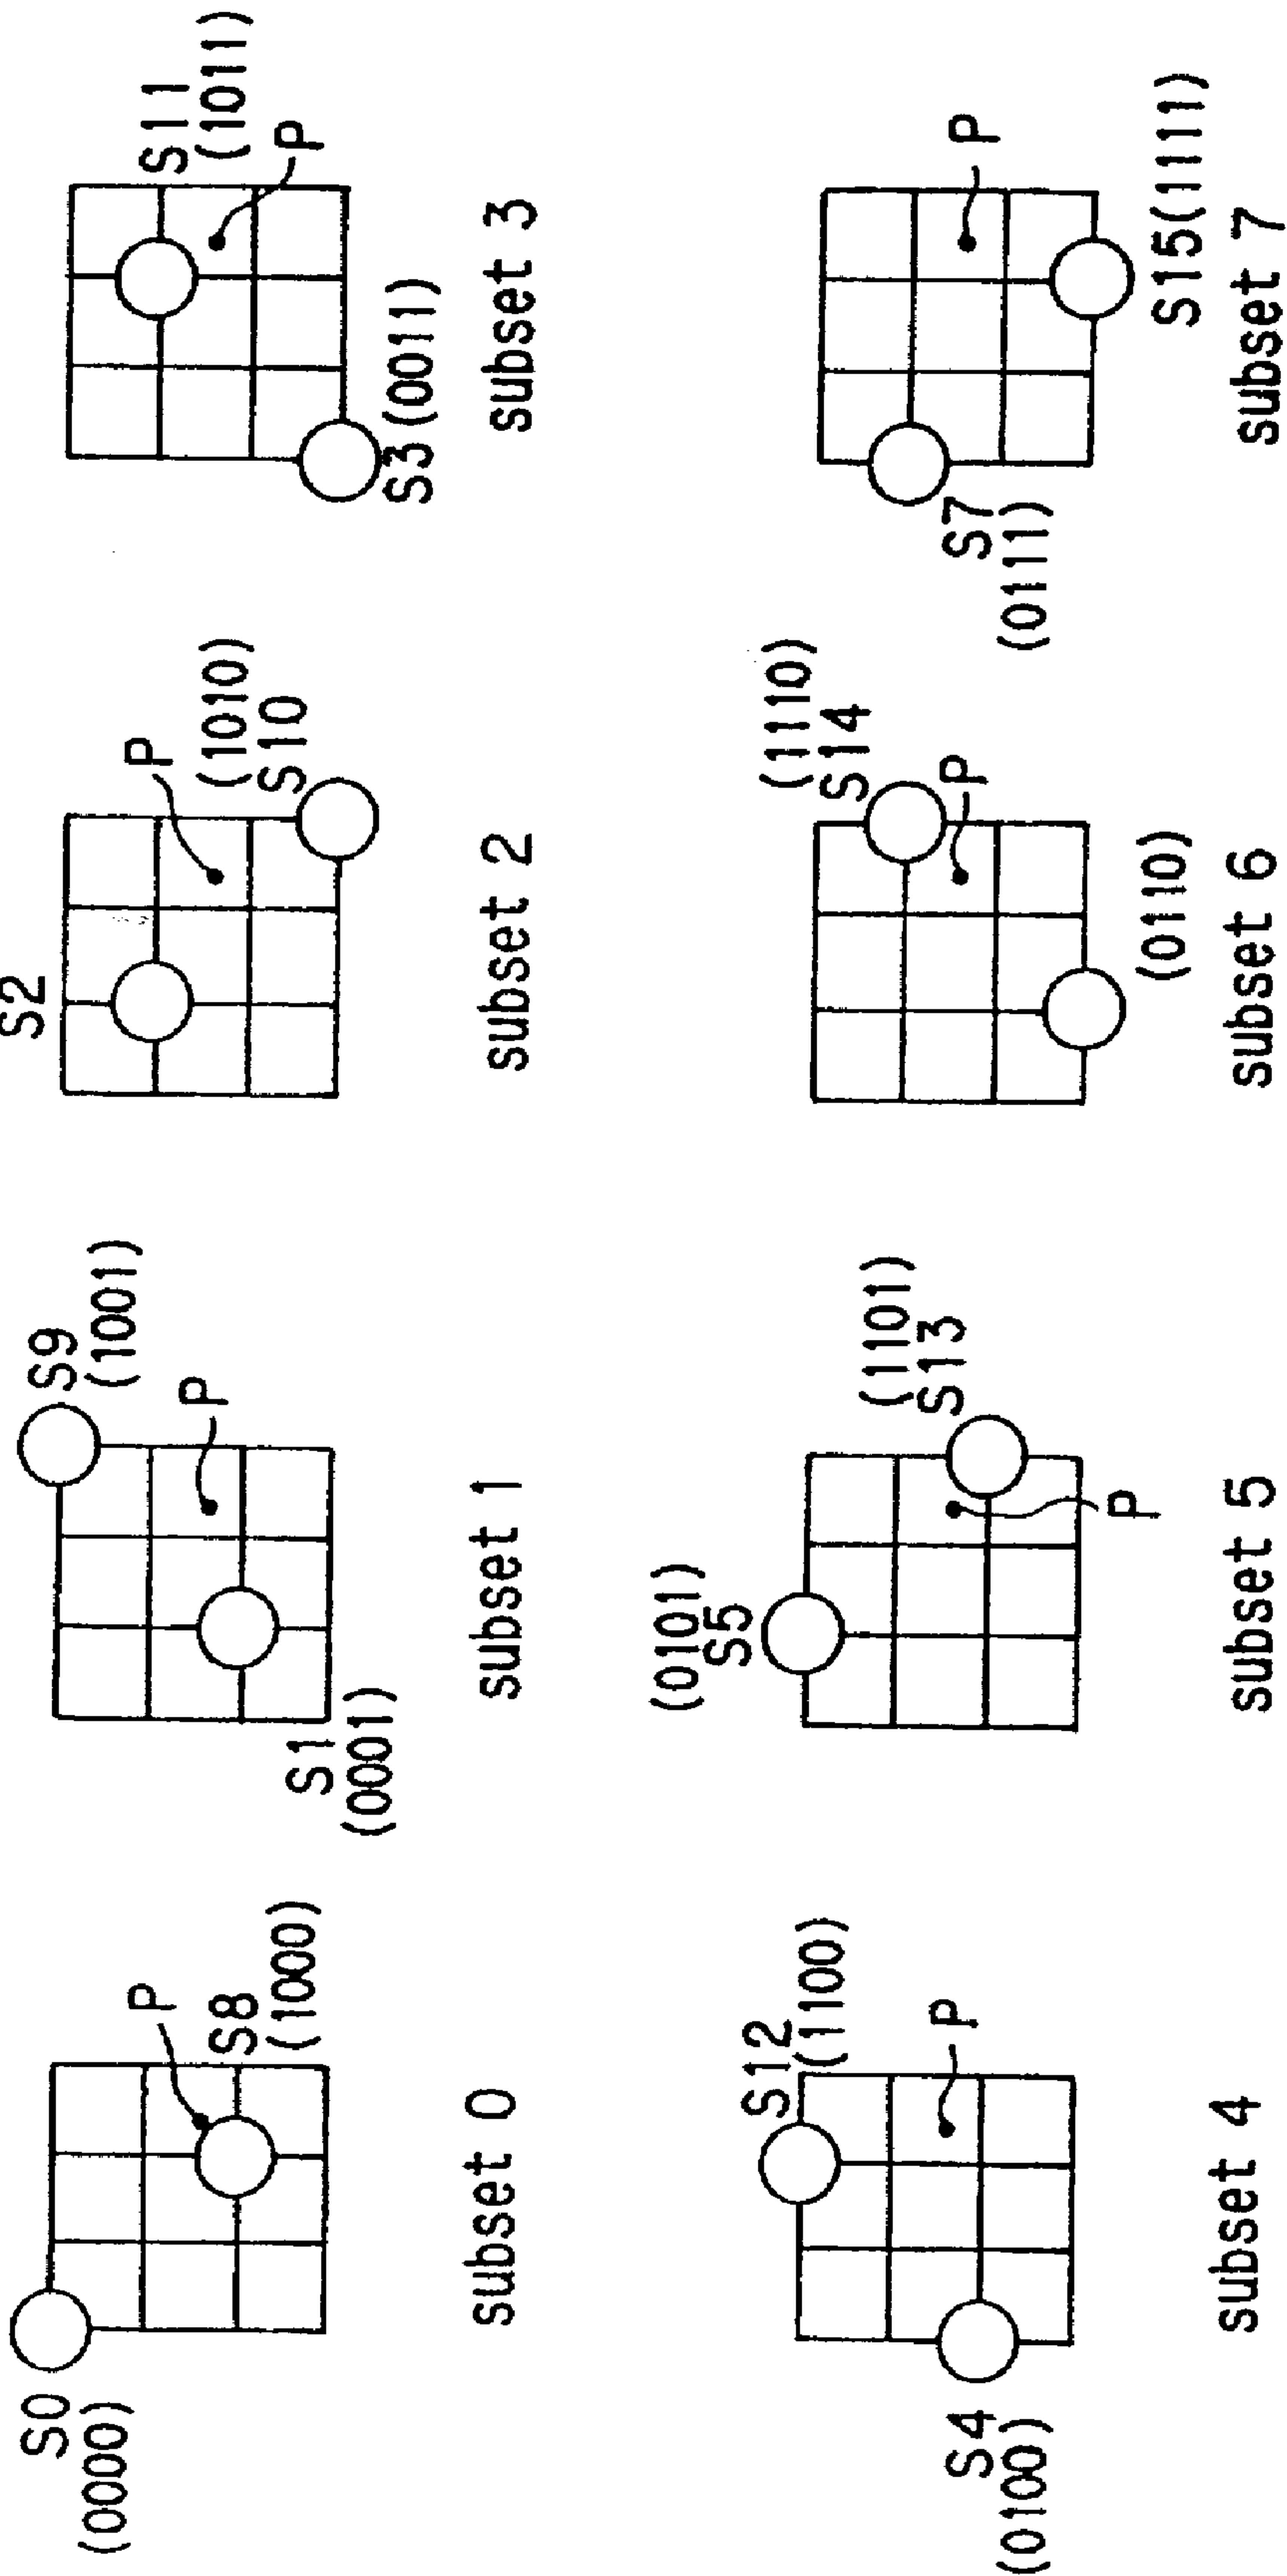 S0
(0000)
P
S8
(1000)
subset 0
S9
(1001)
P
S1
(0001)
subset 1
S2
P
(1010)
S10
subset 2
S11
(1011)
P
S3(0011)
subset 3
S12
(1100)
P
S4
(0100)
subset 4
(0101)
S5
(1101)
S13
P
subset 5
(1110)
S14
P
(0110)
subset 6
P
S7
(0111)
S15(1111)
subset 7